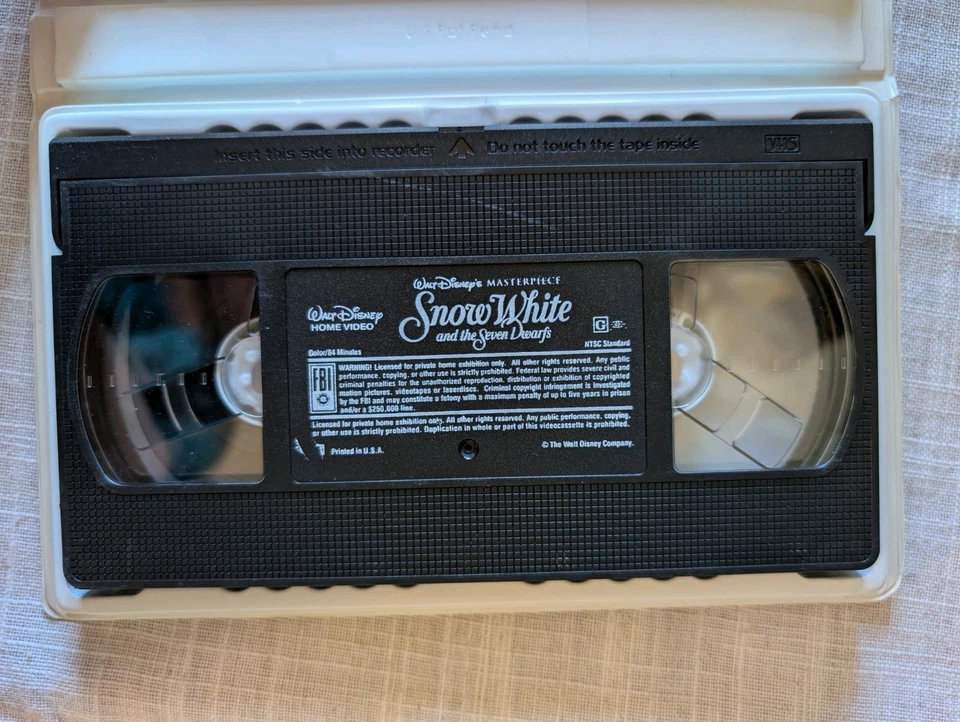 Insert this side into recorder Do not touch the tape inside VHS
WALT DISNEY'S MASTERPIECE
Snow White
and the Seven Dwarfs
WALT DISNEY
HOME VIDEO
G
Color/84 Minutes
NTSC Standard
FBI
WARNING! Licensed for private home exhibition only. All other rights reserved. Any public
performance, copying, or other use is strictly prohibited. Federal law provides severe civil and
criminal penalties for the unauthorized reproduction, distribution or exhibition of copyrighted
motion pictures, videotapes or laserdiscs. Criminal copyright infringement is investigated
by the FBI and may constitute a felony with a maximum penalty of up to five years in prison
and/or a $250,000 fine.
Licensed for private home exhibition only. All other rights reserved. Any public performance, copying,
or other use is strictly prohibited. Duplication in whole or part of this videocassette is prohibited.
Printed in U.S.A.
© The Walt Disney Company.